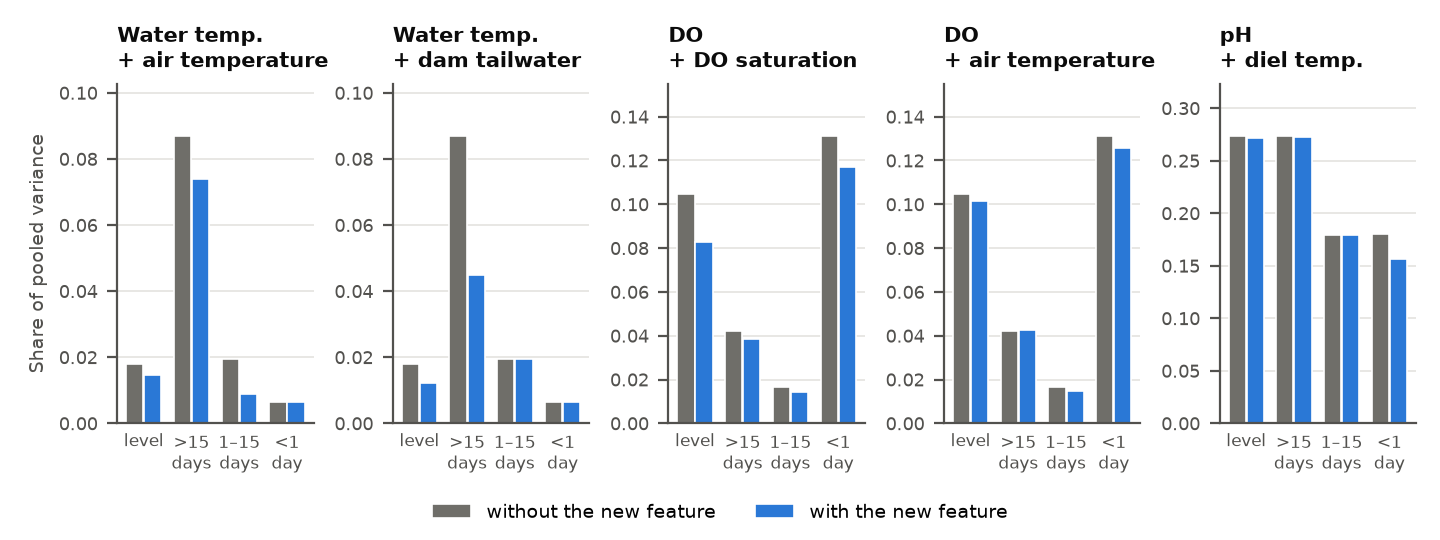 Water temp.
+ air temperature
Water temp.
+ dam tailwater
DO
+ DO saturation
DO
+ air temperature
pH
+ diel temp.
Share of pooled variance
0.10
0.08
0.06
0.04
0.02
0.00
level
>15
days
1–15
days
<1
day
0.10
0.08
0.06
0.04
0.02
0.00
level
>15
days
1–15
days
<1
day
0.14
0.12
0.10
0.08
0.06
0.04
0.02
0.00
level
>15
days
1–15
days
<1
day
0.14
0.12
0.10
0.08
0.06
0.04
0.02
0.00
level
>15
days
1–15
days
<1
day
0.30
0.25
0.20
0.15
0.10
0.05
0.00
level
>15
days
1–15
days
<1
day
without the new feature
with the new feature